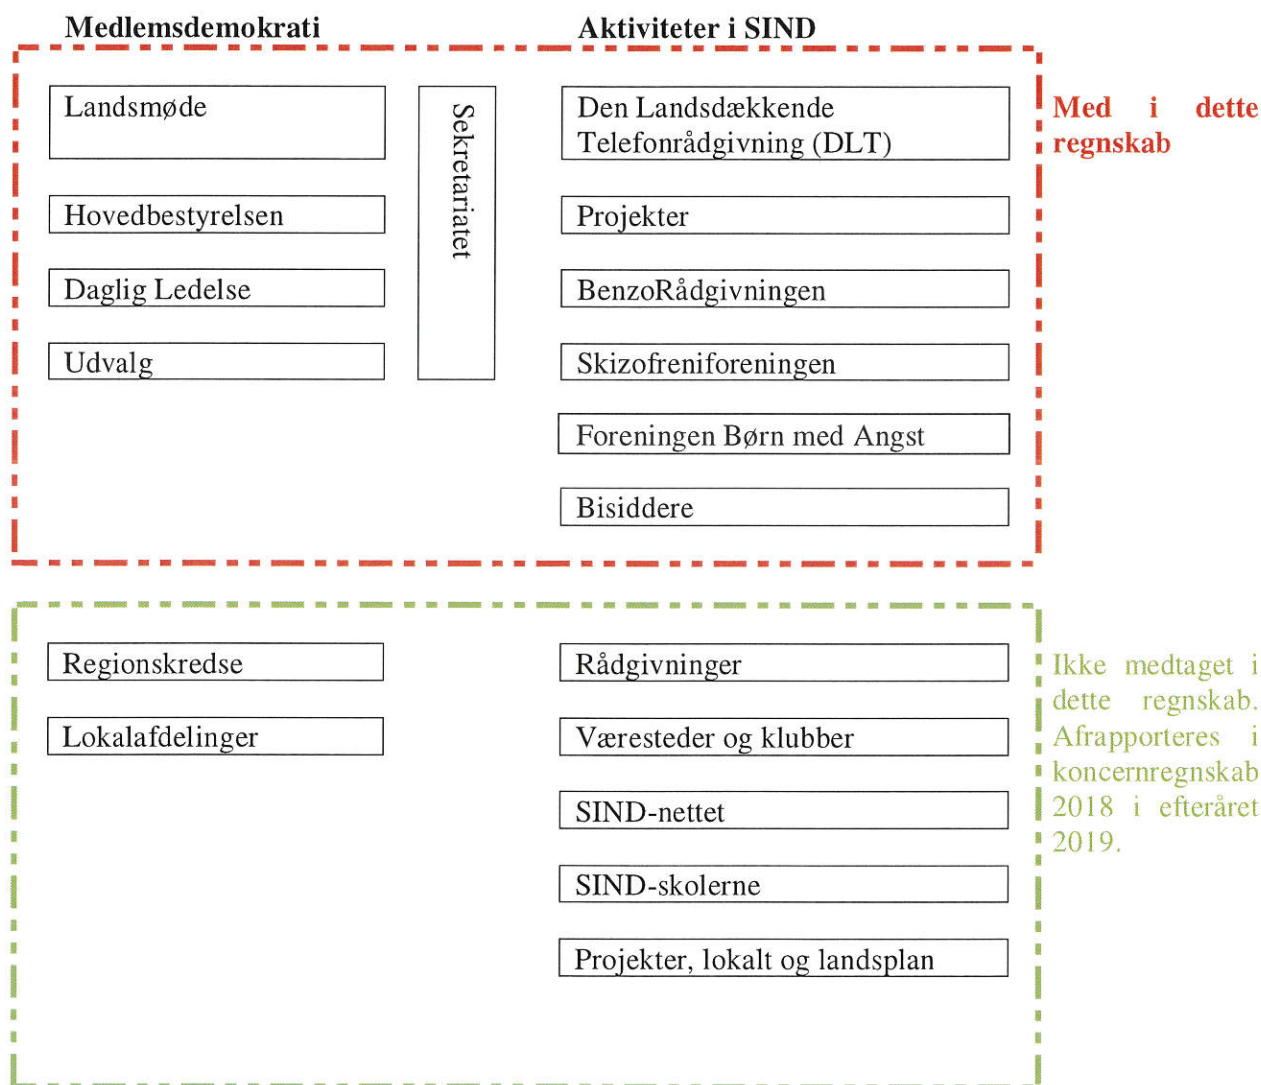 Medlemsdemokrati
Aktiviteter i SIND
Landsmøde
Hovedbestyrelsen
Daglig Ledelse
Udvalg
Sekretariatet
Den Landsdækkende
Telefonrådgivning (DLT)
Projekter
BenzoRådgivningen
Skizofreniforeningen
Foreningen Børn med Angst
Bisiddere
Med i dette
regnskab
Regionskredse
Lokalafdelinger
Rådgivninger
Væresteder og klubber
SIND-nettet
SIND-skolerne
Projekter, lokalt og landsplan
Ikke medtaget i
dette regnskab.
Afrapporteres i
koncernregnskab
2018 i efteråret
2019.